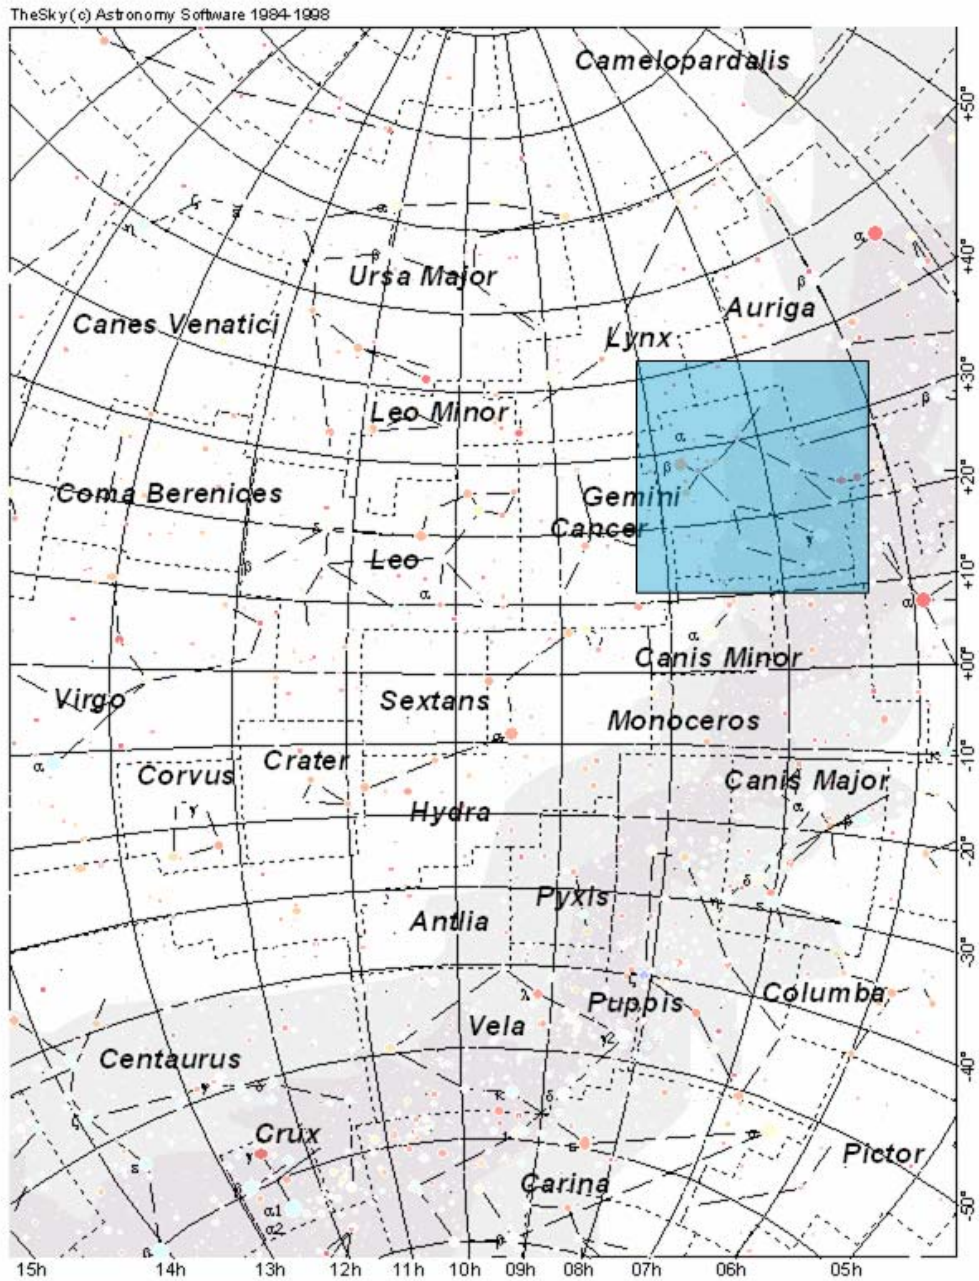 TheSky (c) Astronomy Software 1984-1998
Camelopardalis
+50°
ζ
ε
α
η
α
+40°
β
β
Ursa Major
Auriga
Canes Venatici
Lynx
+30°
β
Leo Minor
α
β
+20°
Coma Berenices
Gemini
δ
Cancer
γ
Leo
β
+10°
α
α
α
Canis Minor
+00°
Virgo
Sextans
Monoceros
α
α
κ
-10°
Corvus
Crater
Canis Major
α
γ
Hydra
β
-20°
δ
Pyxis
η
ε
Antlia
-30°
ζ
λ
Puppis
Columba
Vela
γ2
Centaurus
-40°
γ
δ
κ
δ
ζ
Crux
α
γ
ε
Pictor
ε
β
Carina
α1
-50°
α2
β
β
15h 14h 13h 12h 11h 10h 09h 08h 07h 06h 05h